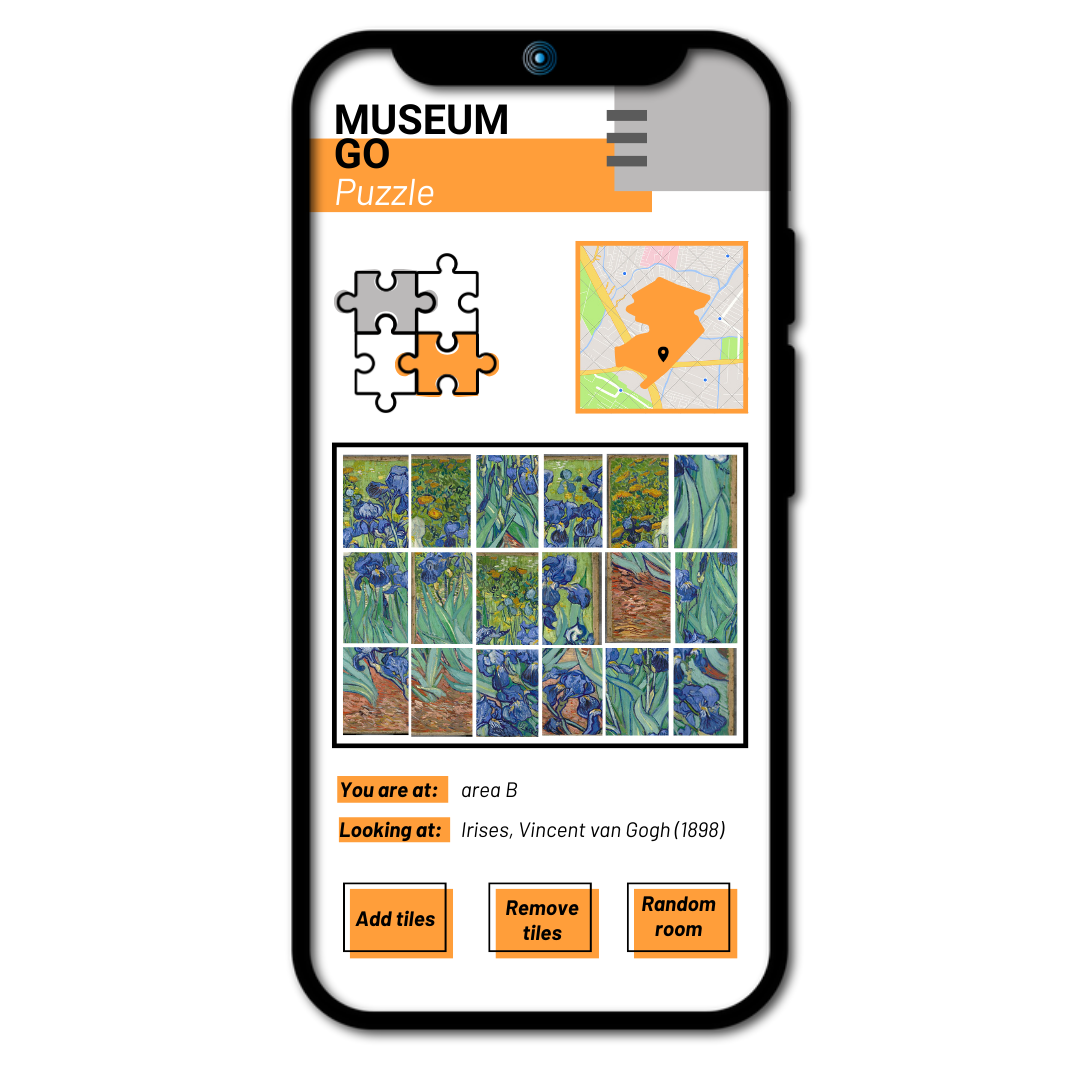 MUSEUM
GO
Puzzle
You are at: area B
Looking at: Irises, Vincent van Gogh (1898)
Add tiles
Remove
tiles
Random
room